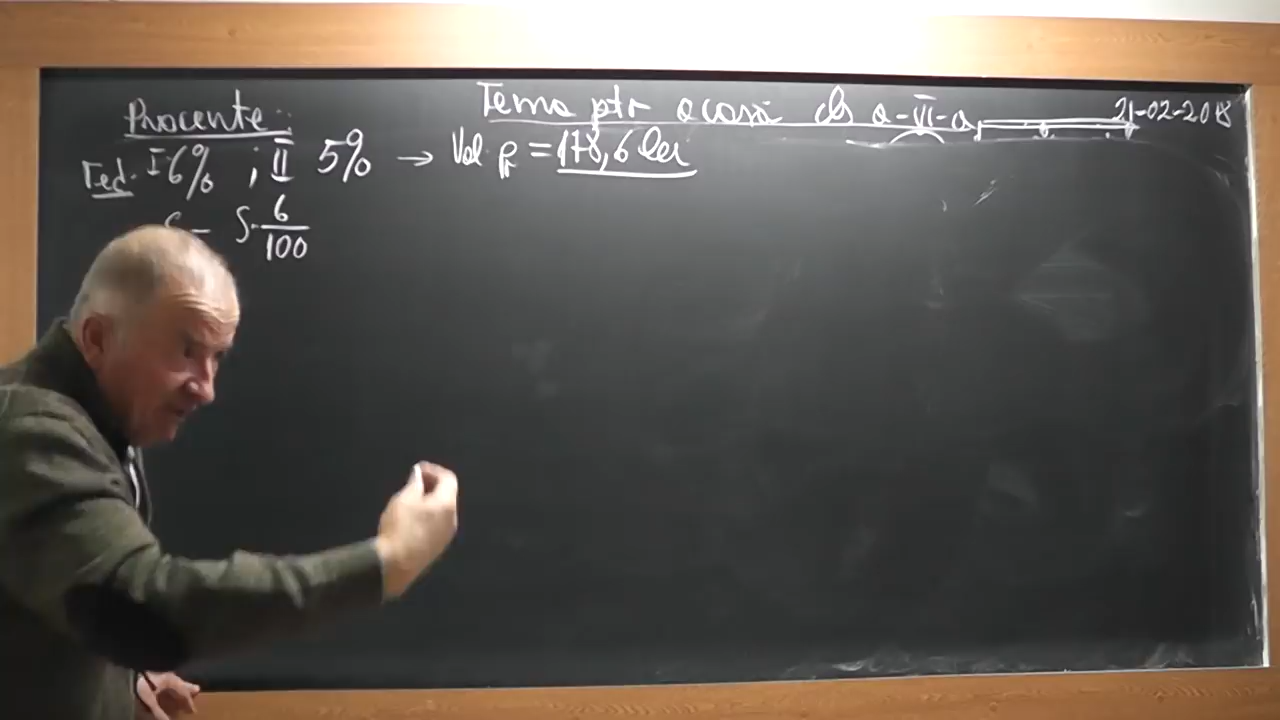 Procente:
Tema ptr acasă cls a-VI-a
21-02-2018
red. I 6% ; II 5% → Val. pr = 178,6 lei
S - S·6/100